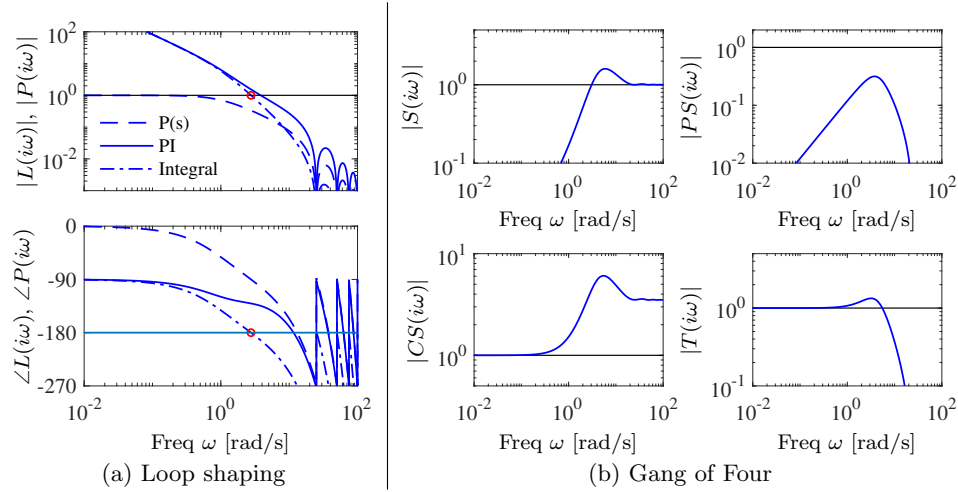 |L(iω)|, |P(iω)|
10^2
10^0
10^-2
P(s)
PI
Integral
∠L(iω), ∠P(iω)
0
-90
-180
-270
10^-2
10^0
10^2
Freq ω [rad/s]
(a) Loop shaping
|S(iω)|
10^0
10^-1
10^-2
10^0
10^2
Freq ω [rad/s]
|PS(iω)|
10^0
10^-2
10^-2
10^0
10^2
Freq ω [rad/s]
|CS(iω)|
10^1
10^0
10^-2
10^0
10^2
Freq ω [rad/s]
|T(iω)|
10^0
10^-1
10^-2
10^0
10^2
Freq ω [rad/s]
(b) Gang of Four